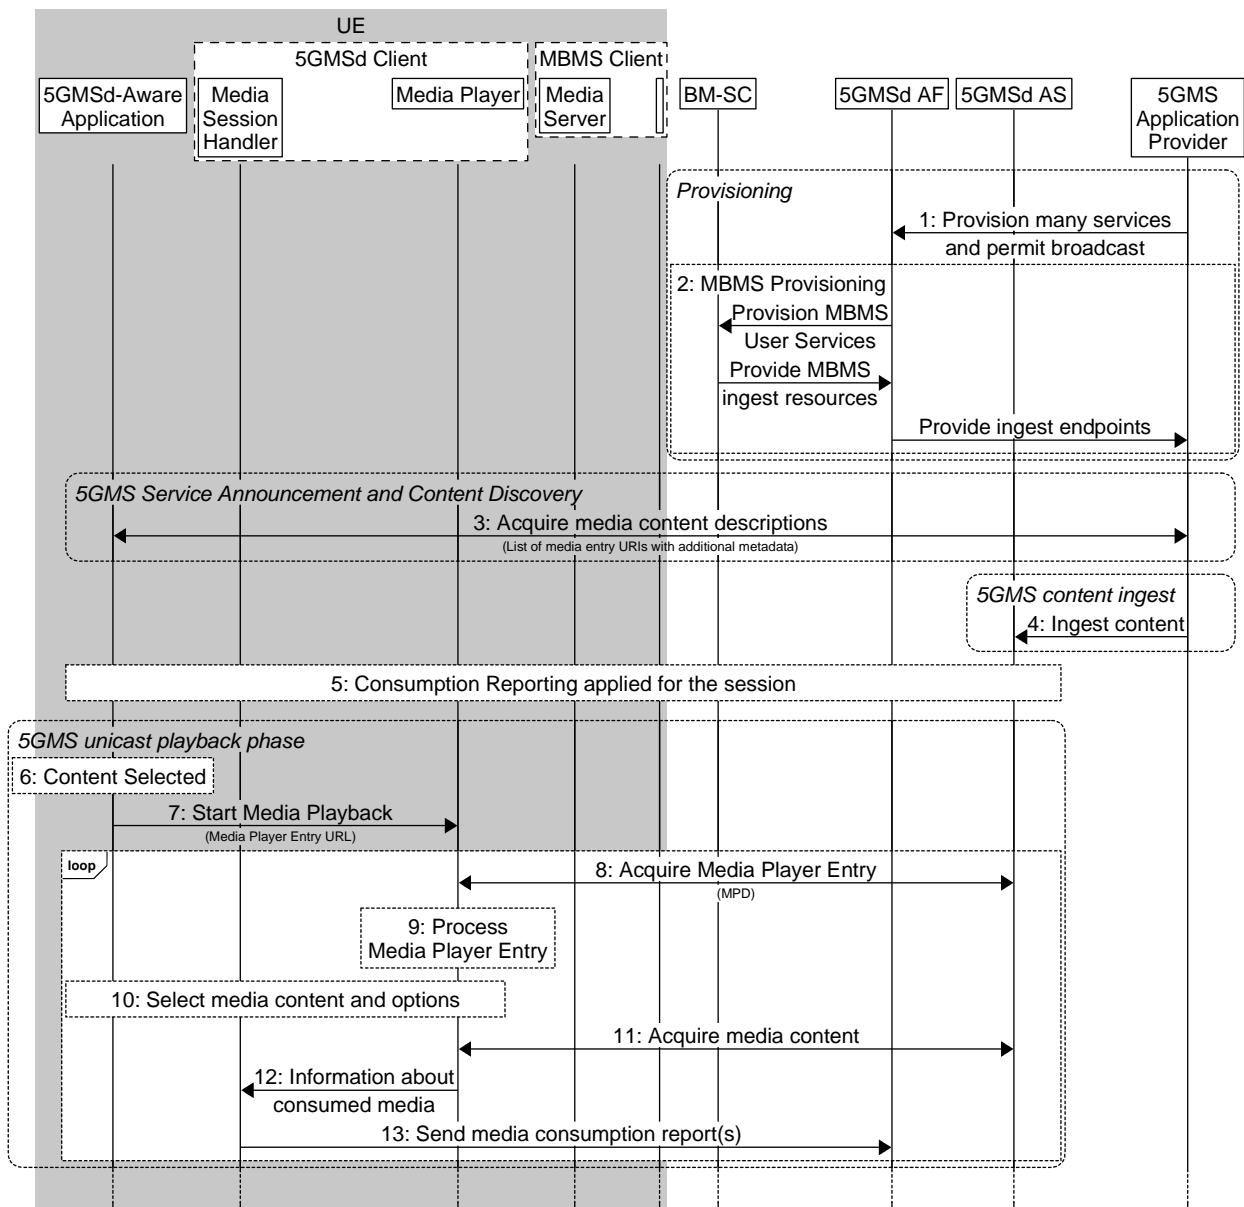 UE
5GMSd Client
MBMS Client
5GMSd-Aware
Application
Media
Session
Handler
Media Player
Media
Server
BM-SC
5GMSd AF
5GMSd AS
5GMS
Application
Provider
Provisioning
1: Provision many services
and permit broadcast
2: MBMS Provisioning
Provision MBMS
User Services
Provide MBMS
ingest resources
Provide ingest endpoints
5GMS Service Announcement and Content Discovery
3: Acquire media content descriptions
(List of media entry URIs with additional metadata)
5GMS content ingest
4: Ingest content
5: Consumption Reporting applied for the session
5GMS unicast playback phase
6: Content Selected
7: Start Media Playback
(Media Player Entry URL)
loop
8: Acquire Media Player Entry
(MPD)
9: Process
Media Player Entry
10: Select media content and options
11: Acquire media content
12: Information about
consumed media
13: Send media consumption report(s)